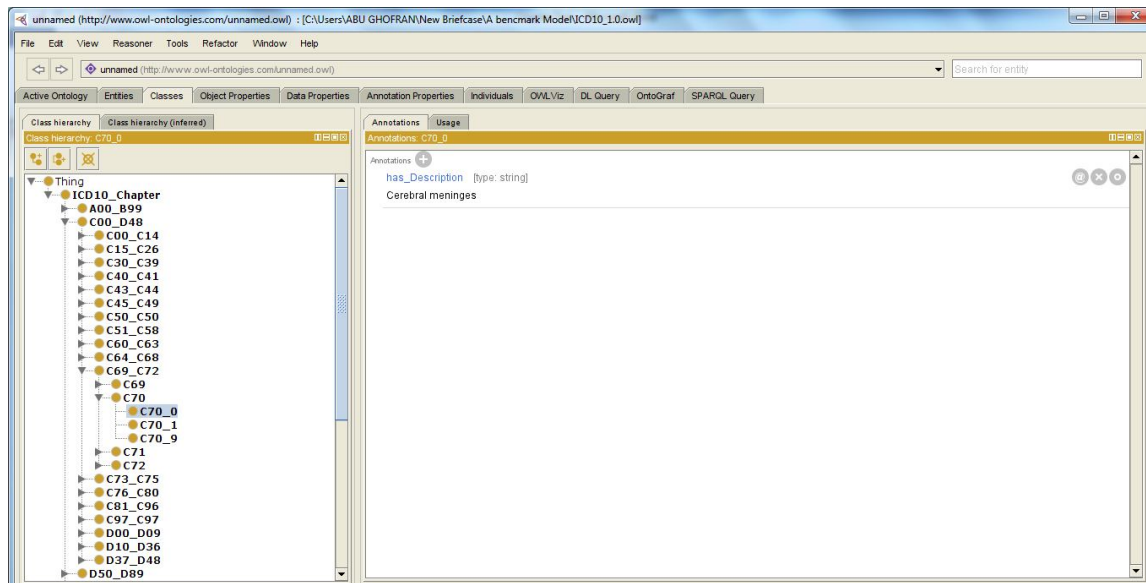 unnamed (http://www.owl-ontologies.com/unnamed.owl) : [C:\Users\ABU GHOFRAN\New Briefcase\A bencmark Model\ICD10_1.0.owl]
File Edit View Reasoner Tools Refactor Window Help
unnamed (http://www.owl-ontologies.com/unnamed.owl) Search for entity
Active Ontology Entities Classes Object Properties Data Properties Annotation Properties Individuals OWLViz DL Query OntoGraf SPARQL Query
Class hierarchy Class hierarchy (inferred)
Class hierarchy: C70_0
Thing
ICD10_Chapter
A00_B99
C00_D48
C00_C14
C15_C26
C30_C39
C40_C41
C43_C44
C45_C49
C50_C50
C51_C58
C60_C63
C64_C68
C69_C72
C69
C70
C70_0
C70_1
C70_9
C71
C72
C73_C75
C76_C80
C81_C96
C97_C97
D00_D09
D10_D36
D37_D48
D50_D89
Annotations Usage
Annotations: C70_0
Annotations
has_Description [type: string]
Cerebral meninges